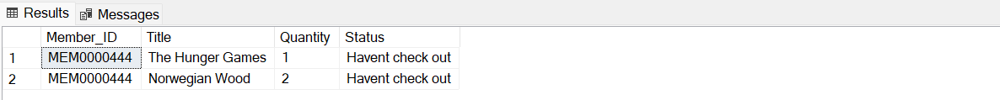 Results Messages
Member_ID Title Quantity Status
1 MEM0000444 The Hunger Games 1 Havent check out
2 MEM0000444 Norwegian Wood 2 Havent check out